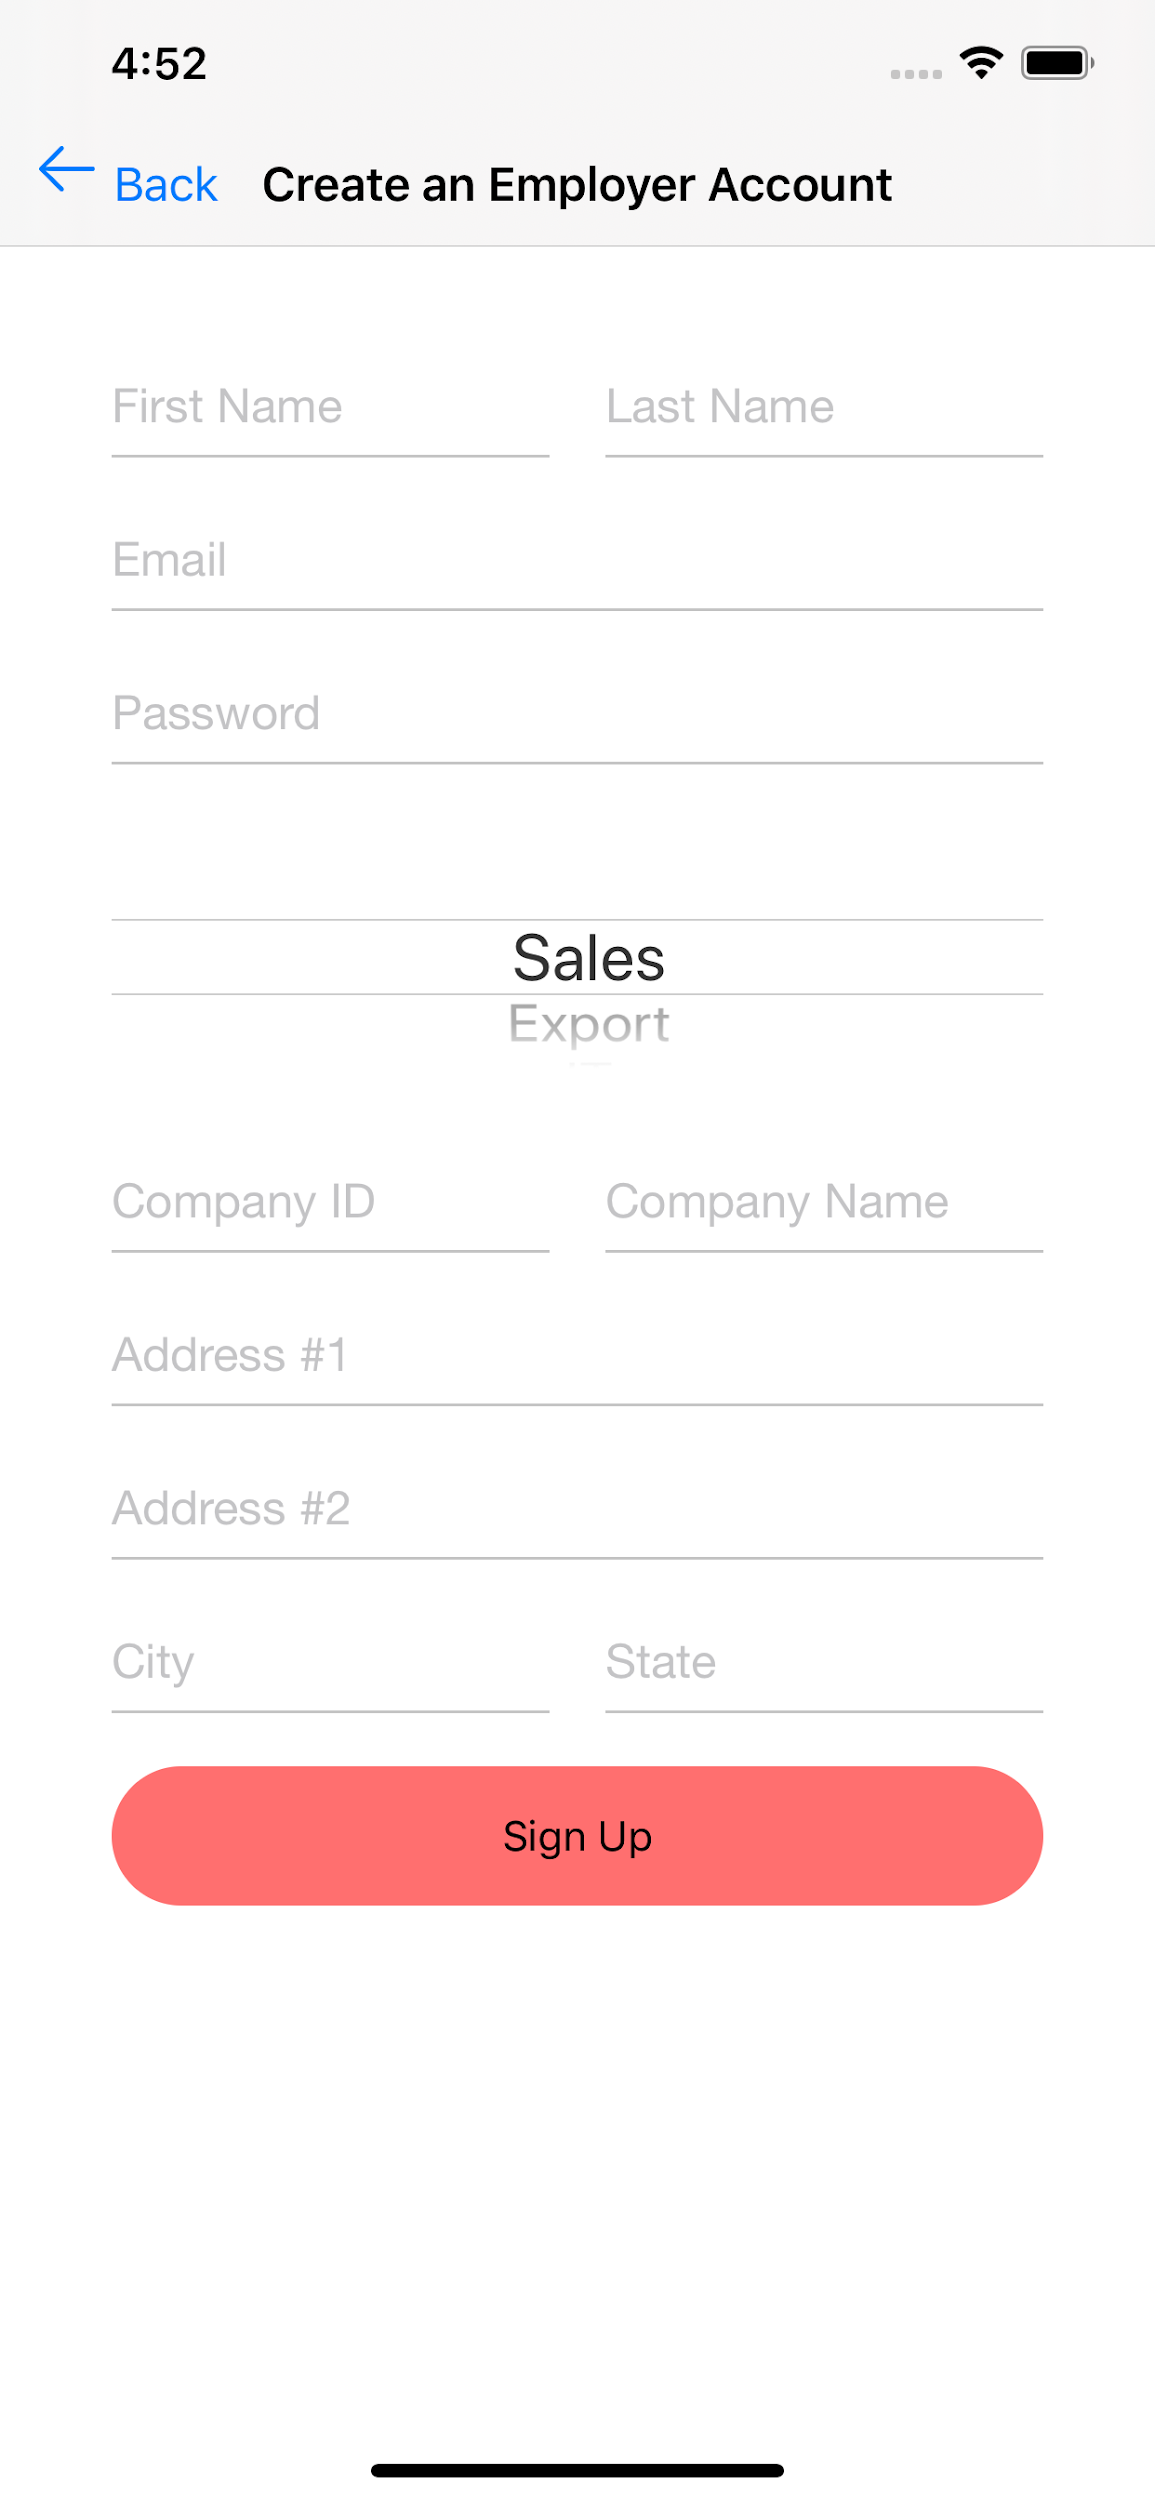 4:52
Back Create an Employer Account
First Name Last Name
Email
Password
Sales
Export
Company ID Company Name
Address #1
Address #2
City State
Sign Up